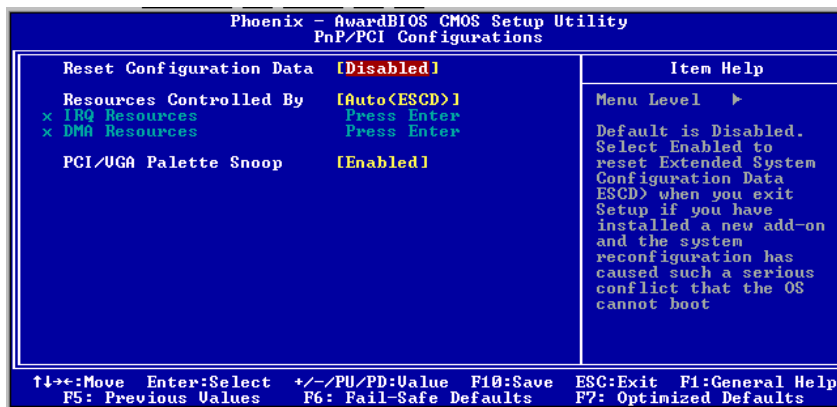 Phoenix - AwardBIOS CMOS Setup Utility
PnP/PCI Configurations
Reset Configuration Data [Disabled]
Resources Controlled By [Auto(ESCD)]
x IRQ Resources Press Enter
x DMA Resources Press Enter
PCI/VGA Palette Snoop [Enabled]
Item Help
Menu Level ►
Default is Disabled.
Select Enabled to
reset Extended System
Configuration Data
ESCD) when you exit
Setup if you have
installed a new add-on
and the system
reconfiguration has
caused such a serious
conflict that the OS
cannot boot
↑↓→←:Move Enter:Select +/-/PU/PD:Value F10:Save ESC:Exit F1:General Help
F5: Previous Values F6: Fail-Safe Defaults F7: Optimized Defaults